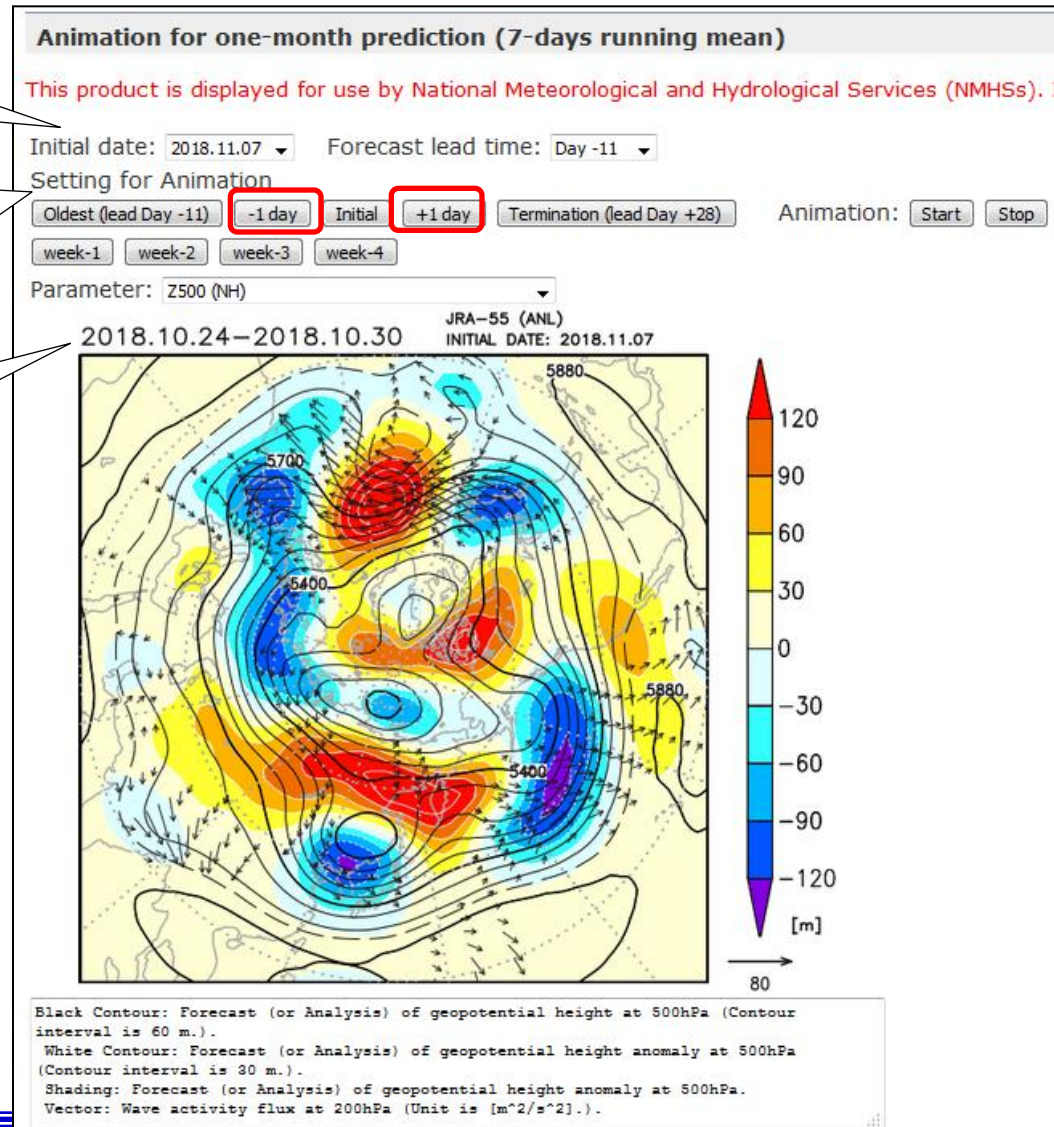 Animation for one-month prediction (7-days running mean)
This product is displayed for use by National Meteorological and Hydrological Services (NMHSs).
Initial date: 2018.11.07 Forecast lead time: Day -11
Setting for Animation
Oldest (lead Day -11) -1 day Initial +1 day Termination (lead Day +28) Animation: Start Stop
week-1 week-2 week-3 week-4
Parameter: Z500 (NH)
JRA-55 (ANL)
2018.10.24-2018.10.30 INITIAL DATE: 2018.11.07
5880
5700
5400
5880
5400
120
90
60
30
0
-30
-60
-90
-120
[m]
80
Black Contour: Forecast (or Analysis) of geopotential height at 500hPa (Contour
interval is 60 m.).
White Contour: Forecast (or Analysis) of geopotential height anomaly at 500hPa
(Contour interval is 30 m.).
Shading: Forecast (or Analysis) of geopotential height anomaly at 500hPa.
Vector: Wave activity flux at 200hPa (Unit is [m^2/s^2].).